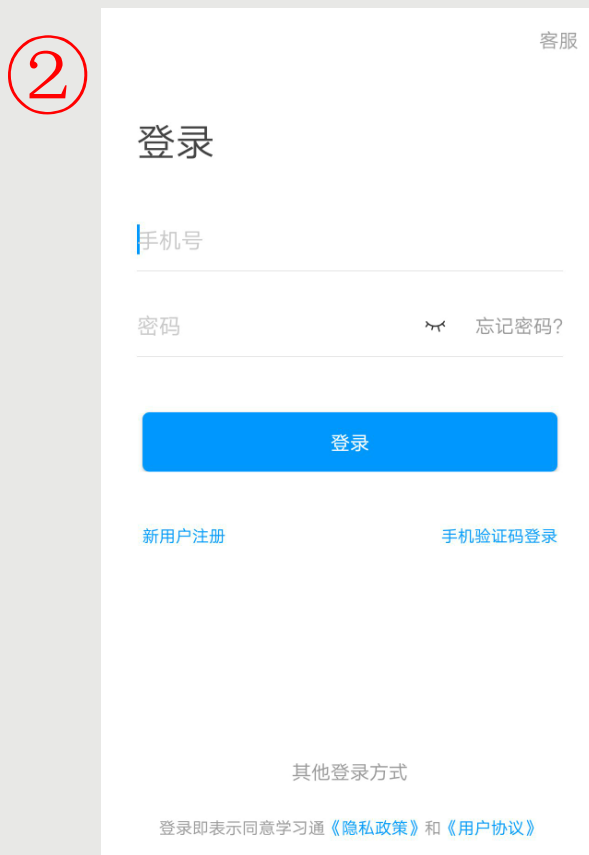 ②
客服
登录
手机号
密码 忘记密码?
登录
新用户注册 手机验证码登录
其他登录方式
登录即表示同意学习通《隐私政策》和《用户协议》